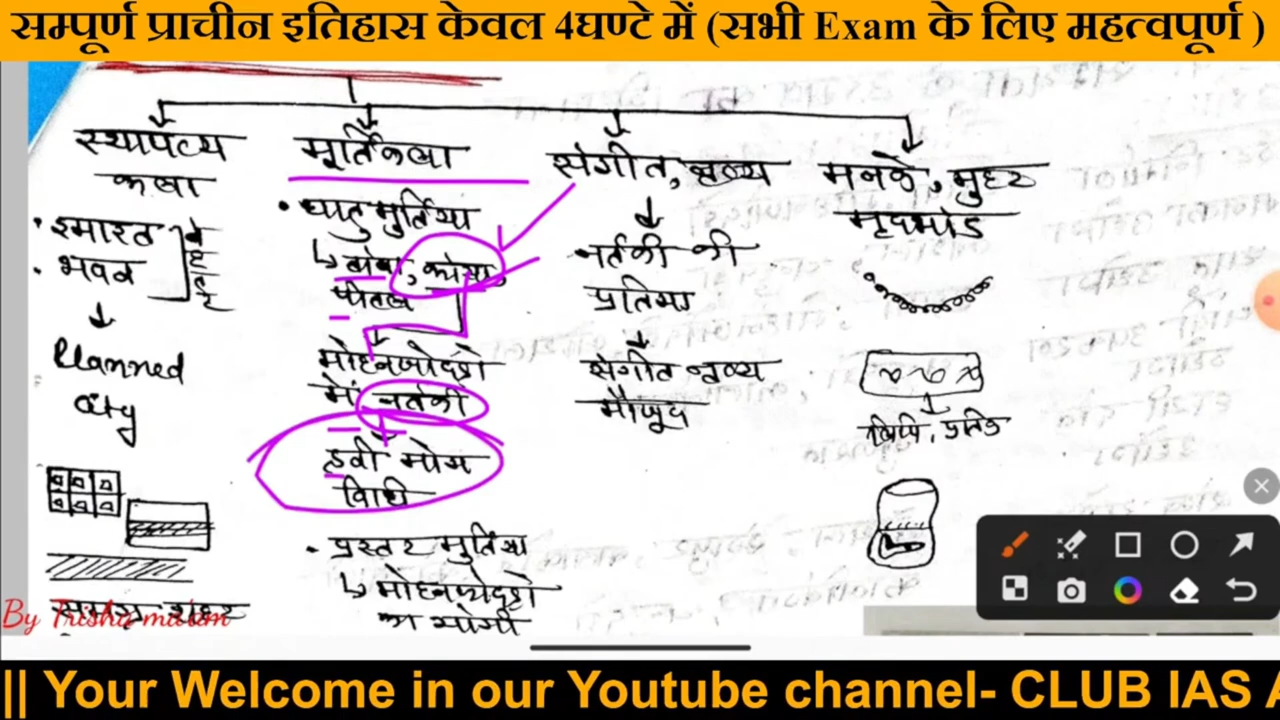 सम्पूर्ण प्राचीन इतिहास केवल 4घण्टे में (सभी Exam के लिए महत्वपूर्ण )
स्थापत्य
कला
• इमारत
• भवन
Planned
City
मूर्तिकला
• धातु मुर्तिया
तांबा, कांसा,
पीतल
मोहनजोदड़ो
में नर्तकी
द्रवी मोम
विधि
• प्रस्तर मुर्तिया
मोहनजोदड़ो
का योगी
संगीत, नृत्य
नर्तकी की
प्रतिमा
संगीत नृत्य
मौजूद
मनके, मुहर
मृदभांड
लिपि, प्रतिक
By Trisha ma'am
|| Your Welcome in our Youtube channel- CLUB IAS A